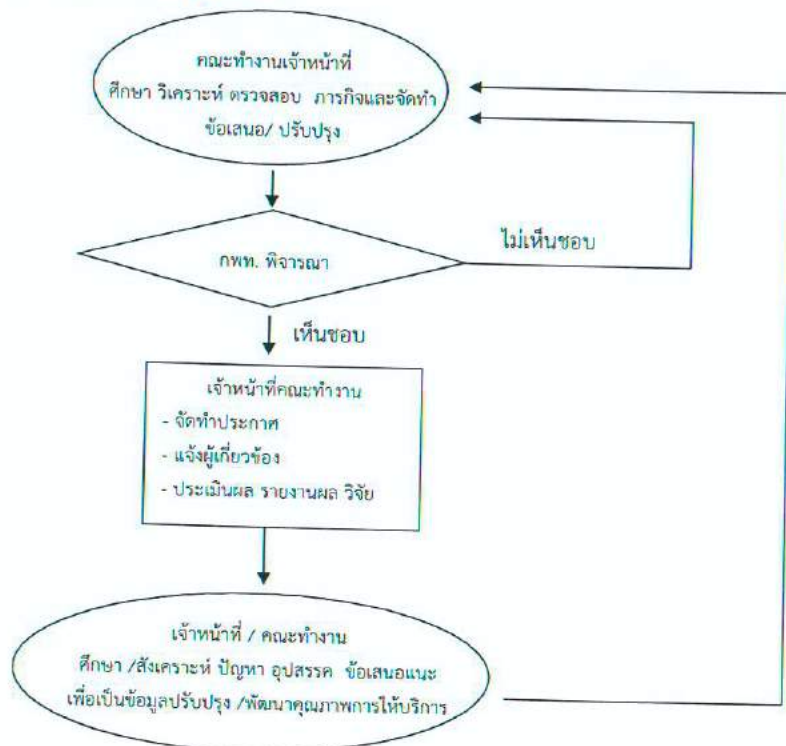 คณะทำงานเจ้าหน้าที่
ศึกษา วิเคราะห์ ตรวจสอบ ภารกิจและจัดทำ
ข้อเสนอ/ ปรับปรุง
กพท. พิจารณา
ไม่เห็นชอบ
เห็นชอบ
เจ้าหน้าที่คณะทำงาน
- จัดทำประกาศ
- แจ้งผู้เกี่ยวข้อง
- ประเมินผล รายงานผล วิจัย
เจ้าหน้าที่ / คณะทำงาน
ศึกษา /สังเคราะห์ ปัญหา อุปสรรค ข้อเสนอแนะ
เพื่อเป็นข้อมูลปรับปรุง /พัฒนาคุณภาพการให้บริการ